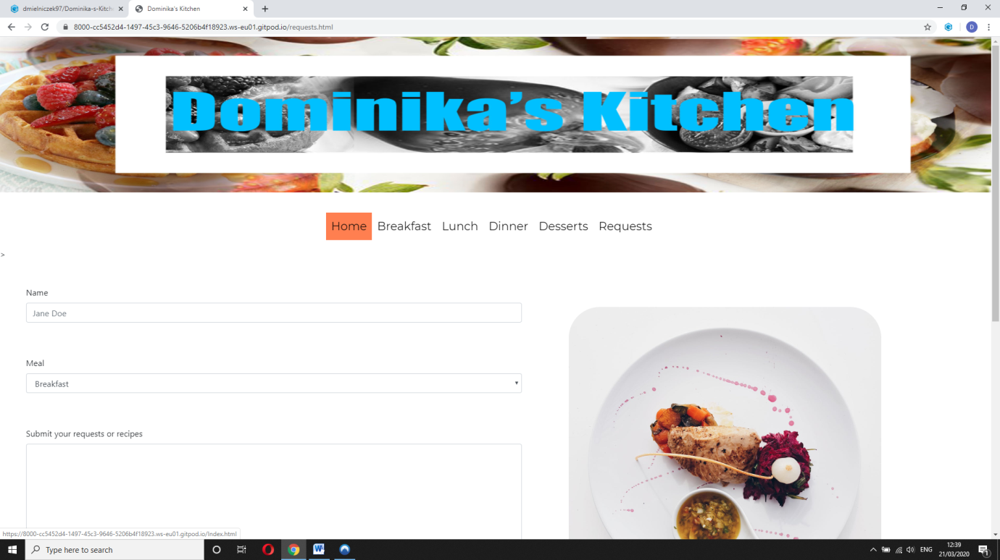 dmielniczek97/Dominika-s-Kitch
Dominika's Kitchen
8000-cc5452d4-1497-45c3-9646-5206b4f18923.ws-eu01.gitpod.io/requests.html
D
Dominika's Kitchen
Home Breakfast Lunch Dinner Desserts Requests
>
Name
Jane Doe
Meal
Breakfast
Submit your requests or recipes
https://8000-cc5452d4-1497-45c3-9646-5206b4f18923.ws-eu01.gitpod.io/Index.html
Type here to search
ENG
12:39
21/03/2020
1